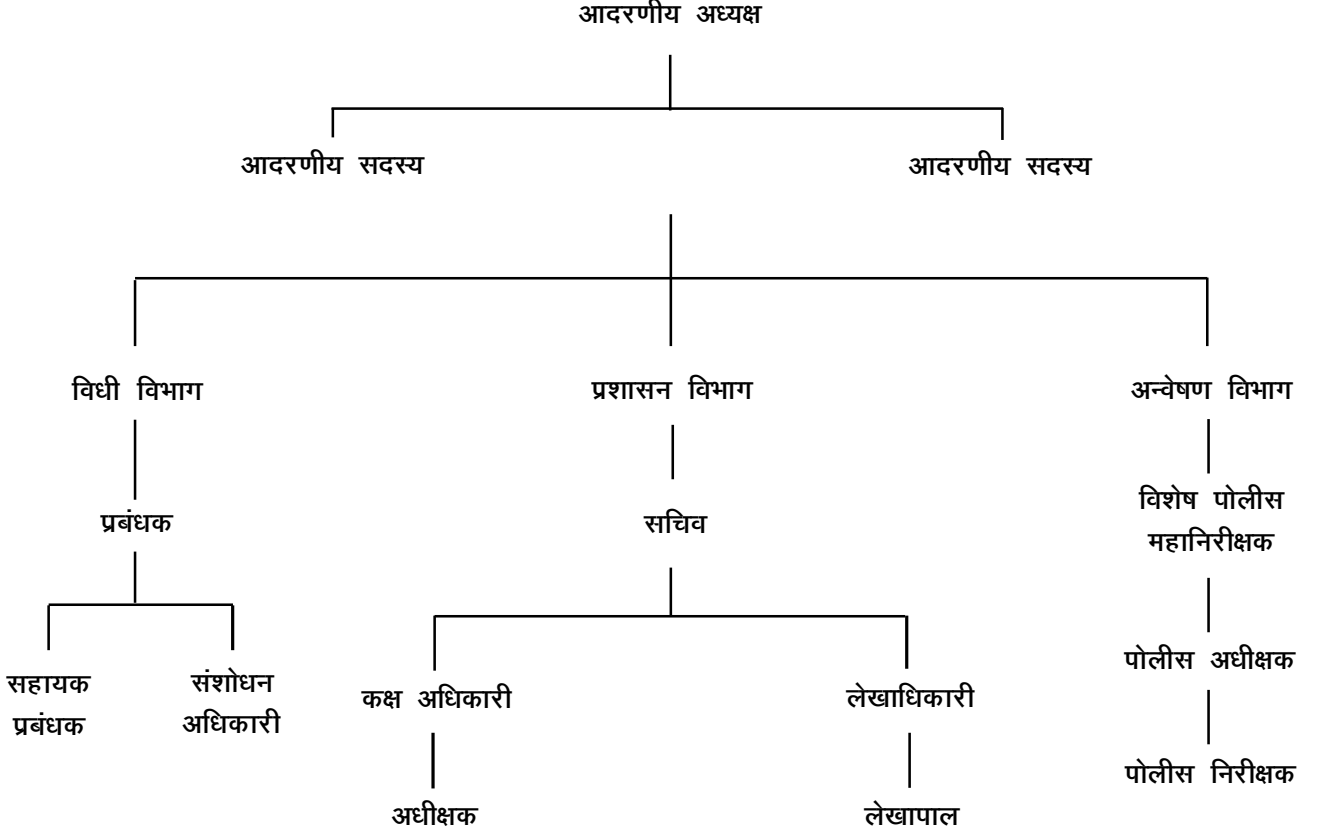 आदरणीय अध्यक्ष
आदरणीय सदस्य
आदरणीय सदस्य
विधी विभाग
प्रशासन विभाग
अन्वेषण विभाग
प्रबंधक
सचिव
विशेष पोलीस
महानिरीक्षक
सहायक
प्रबंधक
संशोधन
अधिकारी
कक्ष अधिकारी
लेखाधिकारी
पोलीस अधीक्षक
अधीक्षक
लेखापाल
पोलीस निरीक्षक